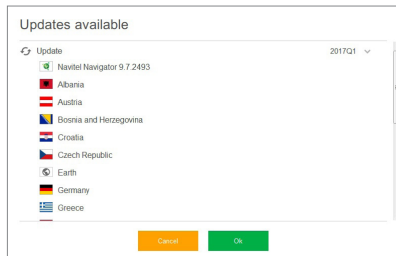 Updates available
Update 2017Q1
Navitel Navigator 9.7.2493
Albania
Austria
Bosnia and Herzegovina
Croatia
Czech Republic
Earth
Germany
Greece
Cancel Ok